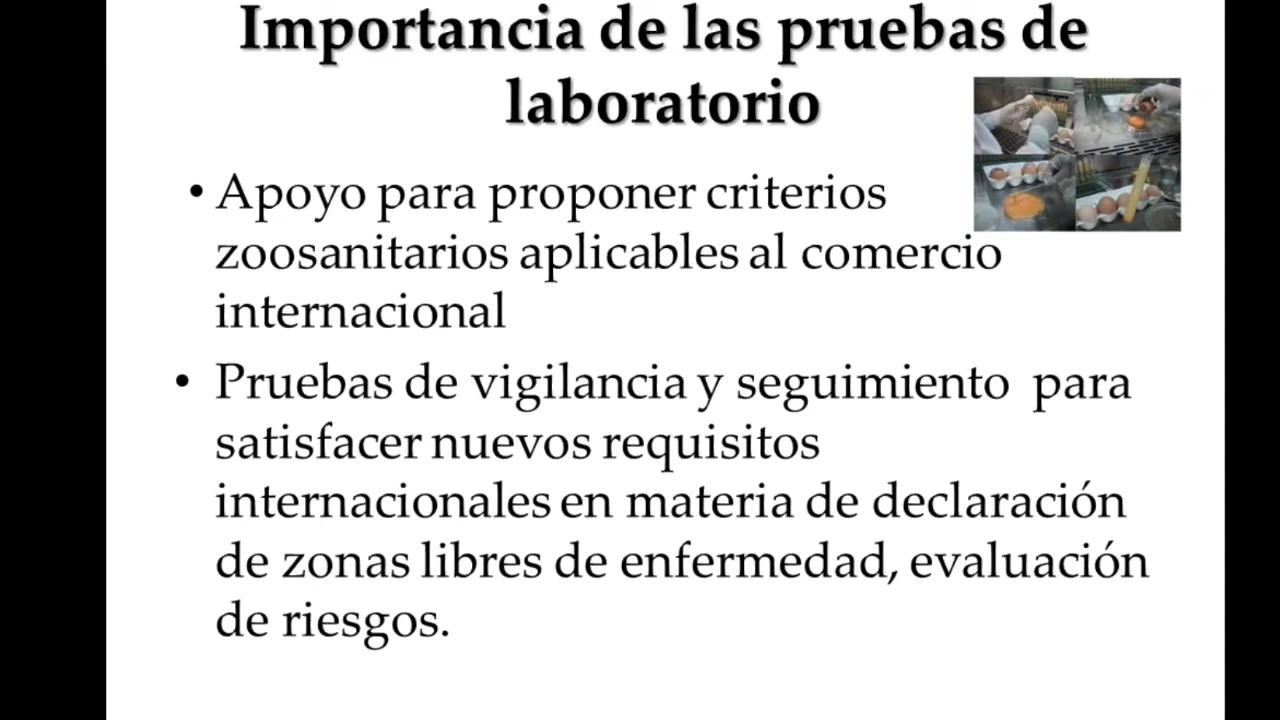 Importancia de las pruebas de
laboratorio
• Apoyo para proponer criterios
zoosanitarios aplicables al comercio
internacional
• Pruebas de vigilancia y seguimiento para
satisfacer nuevos requisitos
internacionales en materia de declaración
de zonas libres de enfermedad, evaluación
de riesgos.